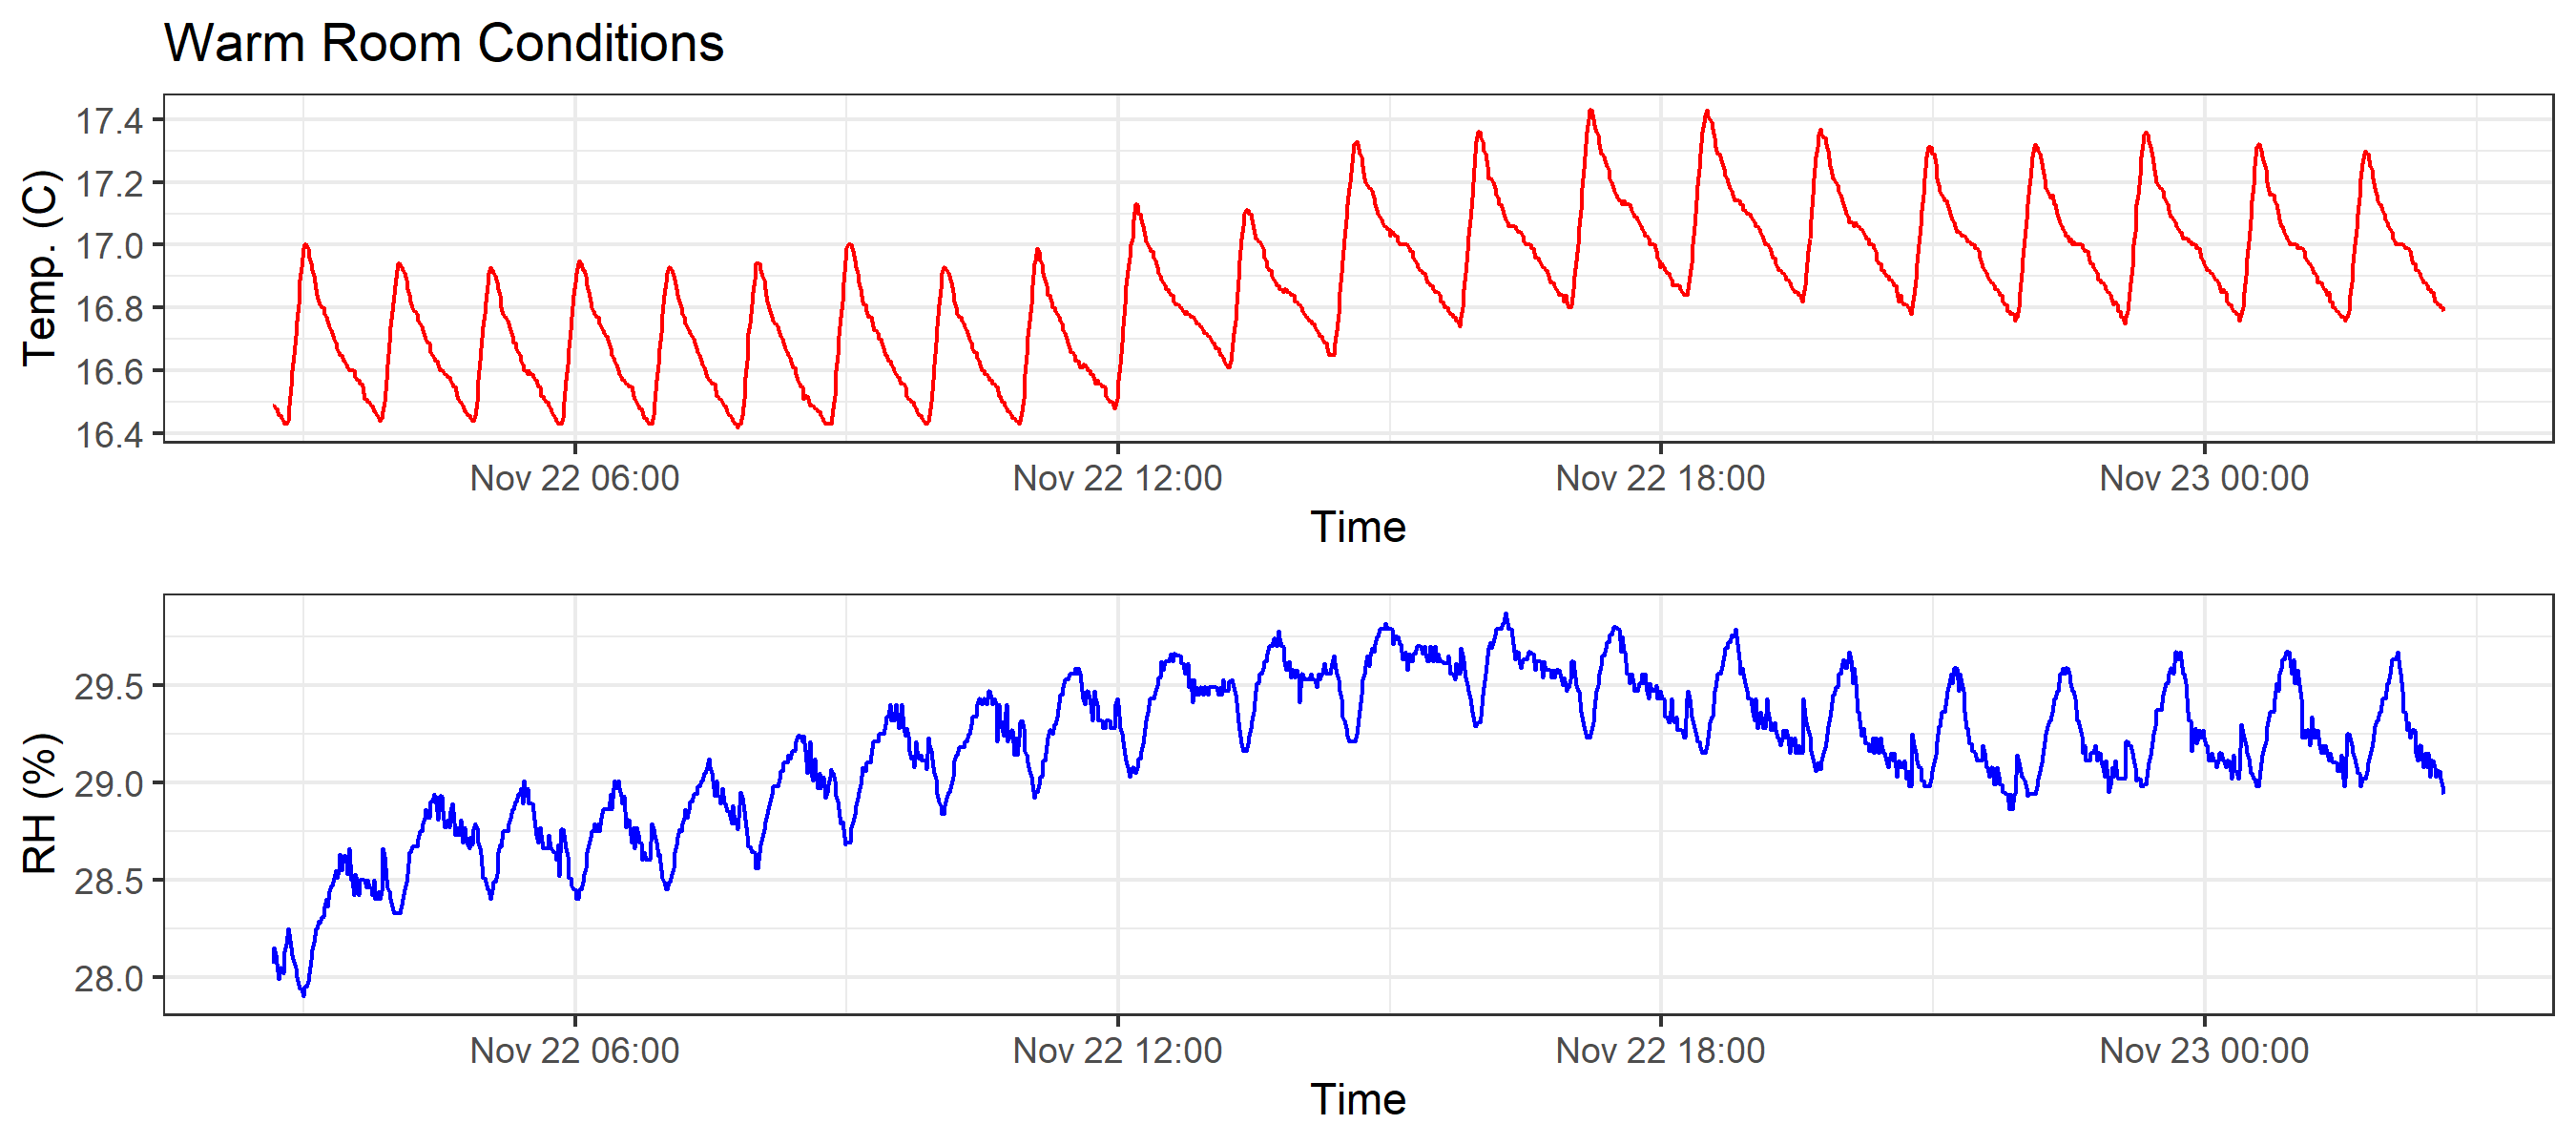 Warm Room Conditions
17.4
17.2
17.0
16.8
16.6
16.4
Temp. (C)
Nov 22 06:00 Nov 22 12:00 Nov 22 18:00 Nov 23 00:00
Time
29.5
29.0
28.5
28.0
RH (%)
Nov 22 06:00 Nov 22 12:00 Nov 22 18:00 Nov 23 00:00
Time